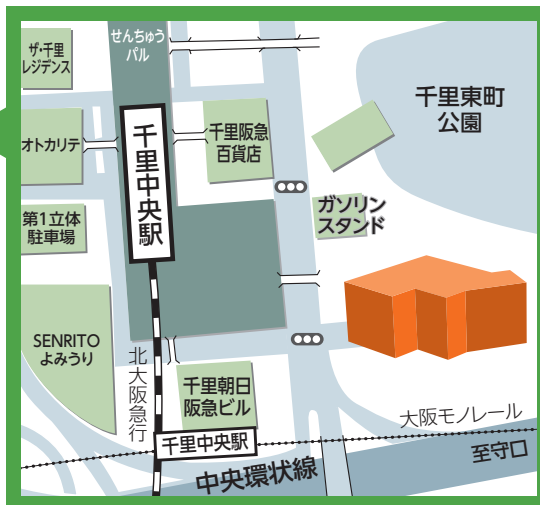 せんちゅう
パル
ザ・千里
レジデンス
千里東町
公園
オトカリテ
千里中央駅
千里阪急
百貨店
第1立体
駐車場
ガソリン
スタンド
SENRITO
よみうり
北大阪急行
千里朝日
阪急ビル
大阪モノレール
千里中央駅
至守口
中央環状線